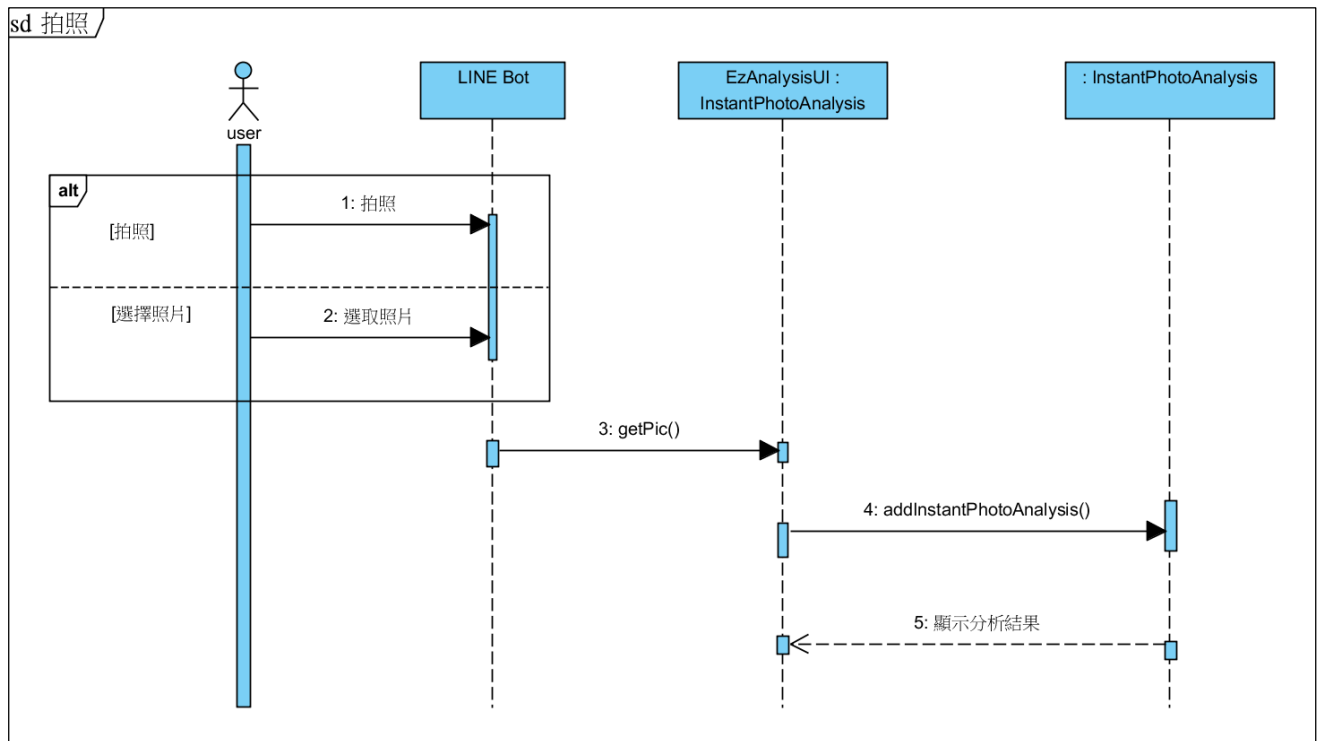 sd 拍照
user
LINE Bot
EzAnalysisUI :
InstantPhotoAnalysis
: InstantPhotoAnalysis
alt
1: 拍照
[拍照]
[選擇照片]
2: 選取照片
3: getPic()
4: addInstantPhotoAnalysis()
5: 顯示分析結果